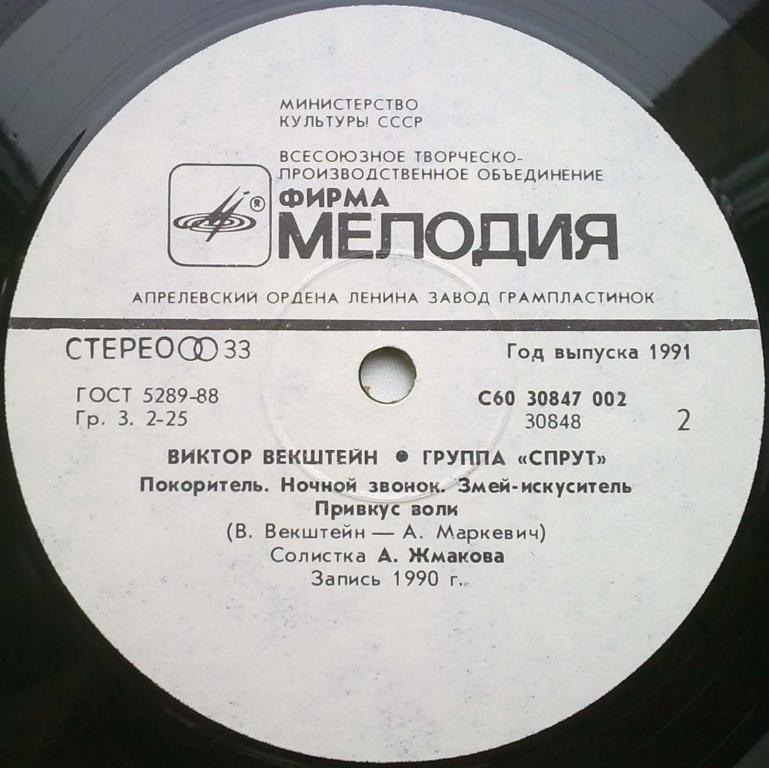 МИНИСТЕРСТВО
КУЛЬТУРЫ СССР
ВСЕСОЮЗНОЕ ТВОРЧЕСКО-
ПРОИЗВОДСТВЕННОЕ ОБЪЕДИНЕНИЕ
®
ФИРМА
МЕЛОДИЯ
АПРЕЛЕВСКИЙ ОРДЕНА ЛЕНИНА ЗАВОД ГРАМПЛАСТИНОК
СТЕРЕО 33
Год выпуска 1991
ГОСТ 5289-88
С60 30847 002
Гр. 3. 2-25
30848
2
ВИКТОР ВЕКШТЕЙН • ГРУППА «СПРУТ»
Покоритель. Ночной звонок. Змей-искуситель
Привкус воли
(В. Векштейн — А. Маркевич)
Солистка А. Жмакова
Запись 1990 г.